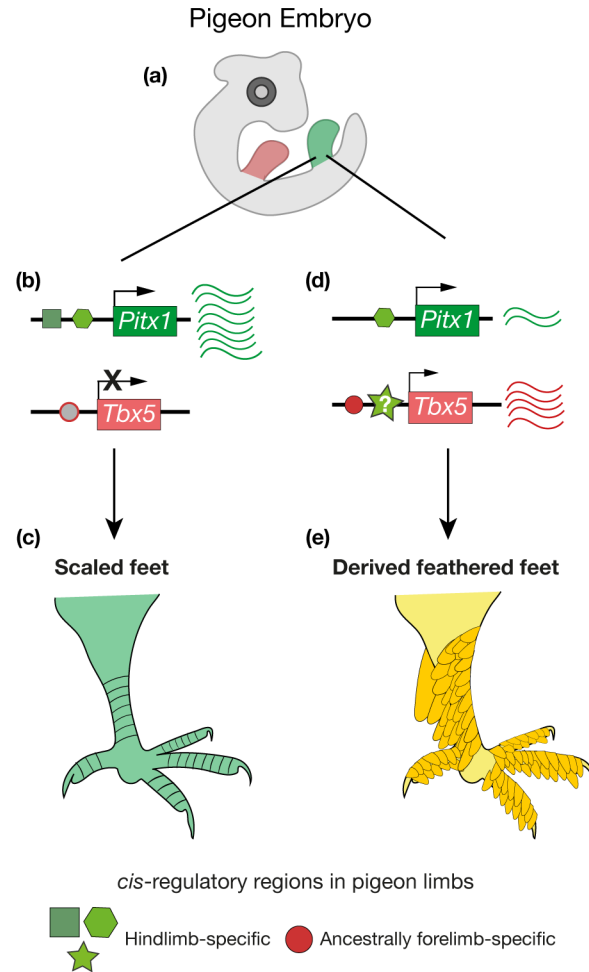 Pigeon Embryo
(a)
(b)
Pitx1
X
Tbx5
(d)
Pitx1
?
Tbx5
(c)
Scaled feet
(e)
Derived feathered feet
cis-regulatory regions in pigeon limbs
Hindlimb-specific
Ancestrally forelimb-specific